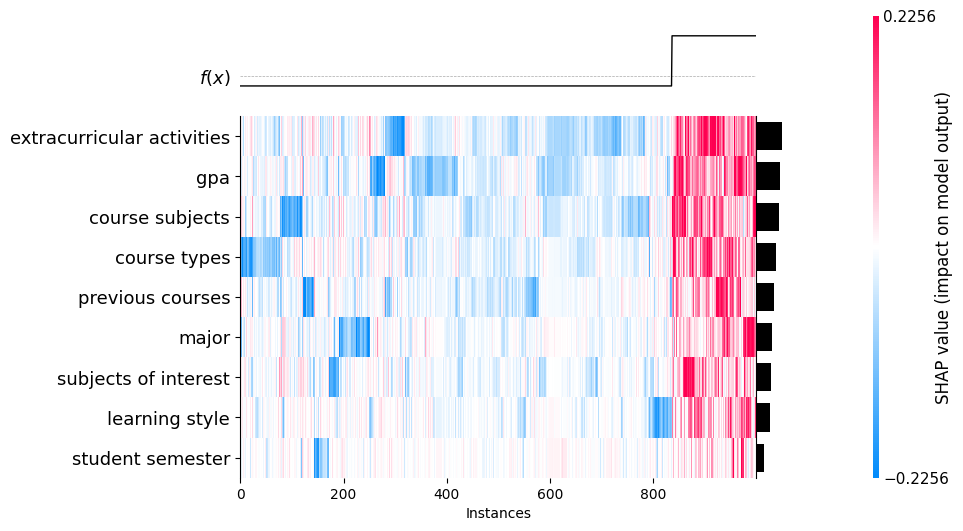 0.2256
f(x)
extracurricular activities
gpa
course subjects
course types
previous courses
major
subjects of interest
learning style
student semester
SHAP value (impact on model output)
−0.2256
0 200 400 600 800
Instances